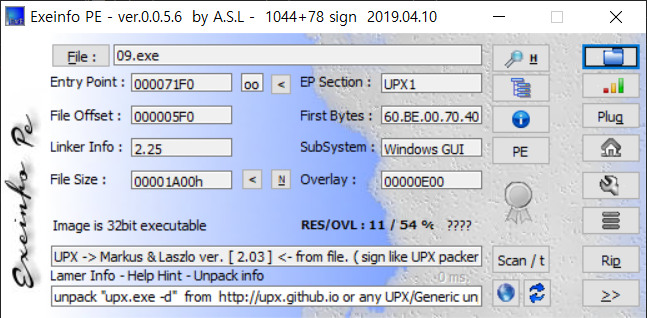 Exeinfo PE - ver.0.0.5.6 by A.S.L - 1044+78 sign 2019.04.10
Exeinfo Pe
File : 09.exe H
Entry Point : 000071F0 oo < EP Section : UPX1
File Offset : 000005F0 First Bytes : 60.BE.00.70.40 Plug
Linker Info : 2.25 SubSystem : Windows GUI PE
File Size : 00001A00h < N Overlay : 00000E00
Image is 32bit executable RES/OVL : 11 / 54 % ????
UPX -> Markus & Laszlo ver. [ 2.03 ] <- from file. ( sign like UPX packer Scan / t Rip
Lamer Info - Help Hint - Unpack info 0 ms.
unpack "upx.exe -d" from http://upx.github.io or any UPX/Generic un >>